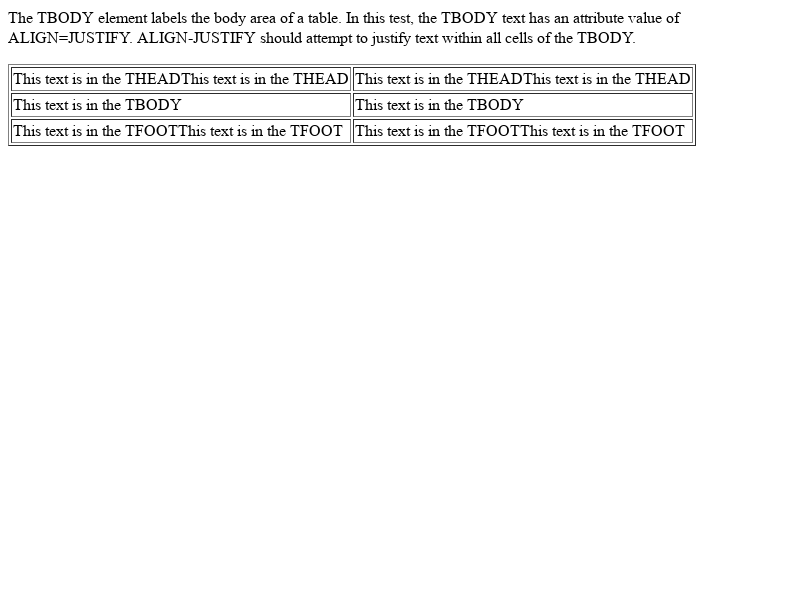 The TBODY element labels the body area of a table. In this test, the TBODY text has an attribute value of
ALIGN=JUSTIFY. ALIGN-JUSTIFY should attempt to justify text within all cells of the TBODY.
This text is in the THEADThis text is in the THEAD This text is in the THEADThis text is in the THEAD
This text is in the TBODY This text is in the TBODY
This text is in the TFOOTThis text is in the TFOOT This text is in the TFOOTThis text is in the TFOOT